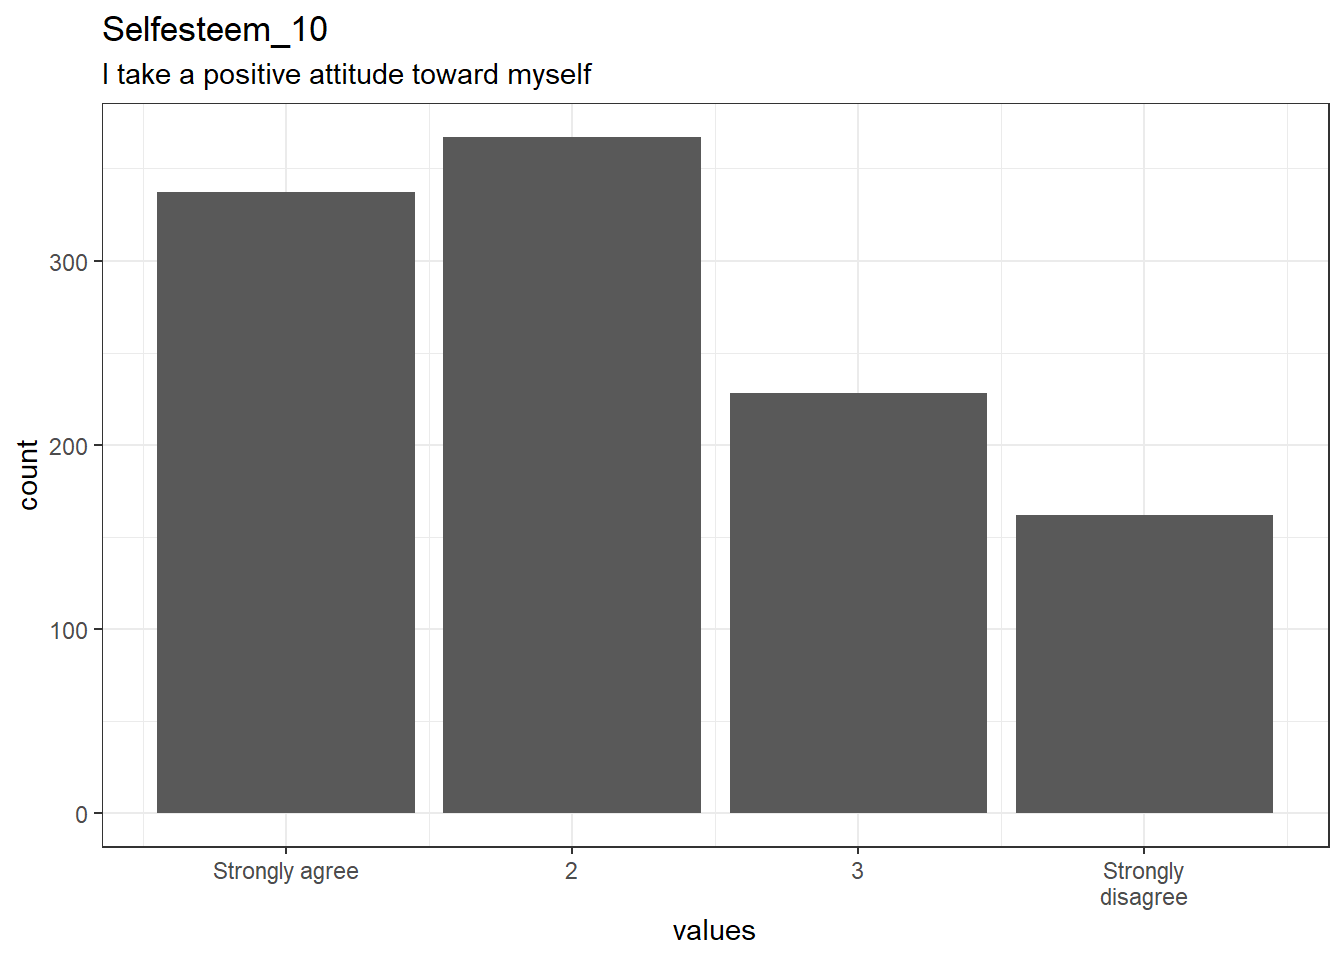 Selfesteem_10
I take a positive attitude toward myself
count
300
200
100
0
Strongly agree
2
3
Strongly
disagree
values